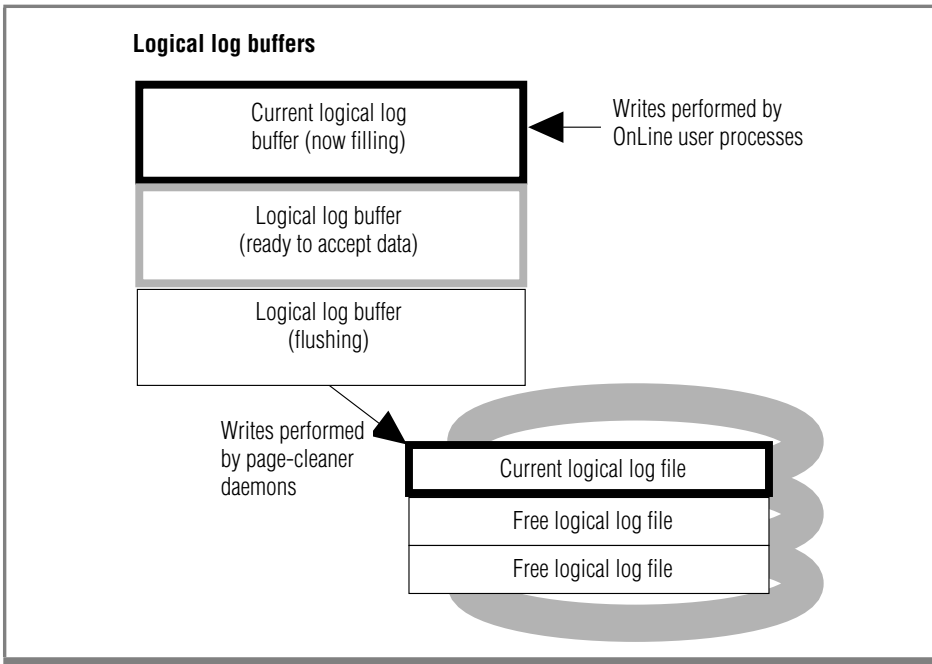 Logical log buffers
Current logical log
buffer (now filling)
Writes performed by
OnLine user processes
Logical log buffer
(ready to accept data)
Logical log buffer
(flushing)
Writes performed
by page-cleaner
daemons
Current logical log file
Free logical log file
Free logical log file